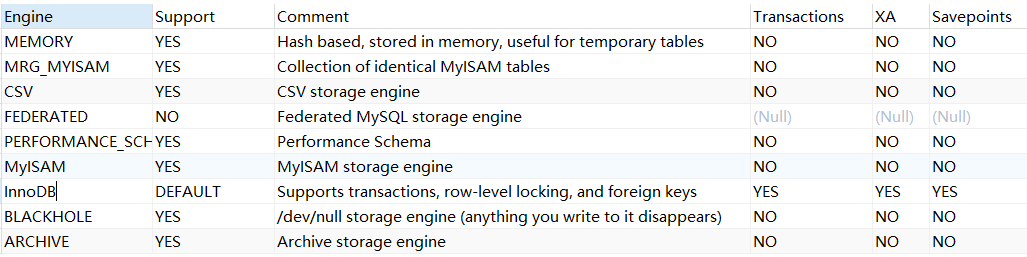 Engine Support Comment Transactions XA Savepoints
MEMORY YES Hash based, stored in memory, useful for temporary tables NO NO NO
MRG_MYISAM YES Collection of identical MyISAM tables NO NO NO
CSV YES CSV storage engine NO NO NO
FEDERATED NO Federated MySQL storage engine (Null) (Null) (Null)
PERFORMANCE_SCH YES Performance Schema NO NO NO
MyISAM YES MyISAM storage engine NO NO NO
InnoDB DEFAULT Supports transactions, row-level locking, and foreign keys YES YES YES
BLACKHOLE YES /dev/null storage engine (anything you write to it disappears) NO NO NO
ARCHIVE YES Archive storage engine NO NO NO